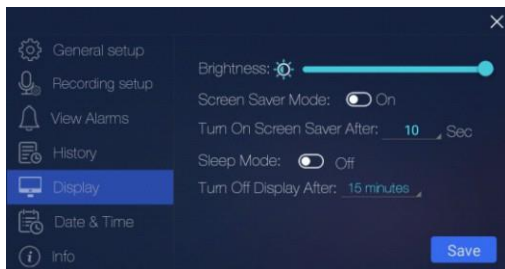 General setup
Recording setup
View Alarms
History
Display
Date & Time
Info
Brightness:
Screen Saver Mode: On
Turn On Screen Saver After: 10 Sec
Sleep Mode: Off
Turn Off Display After: 15 minutes
Save